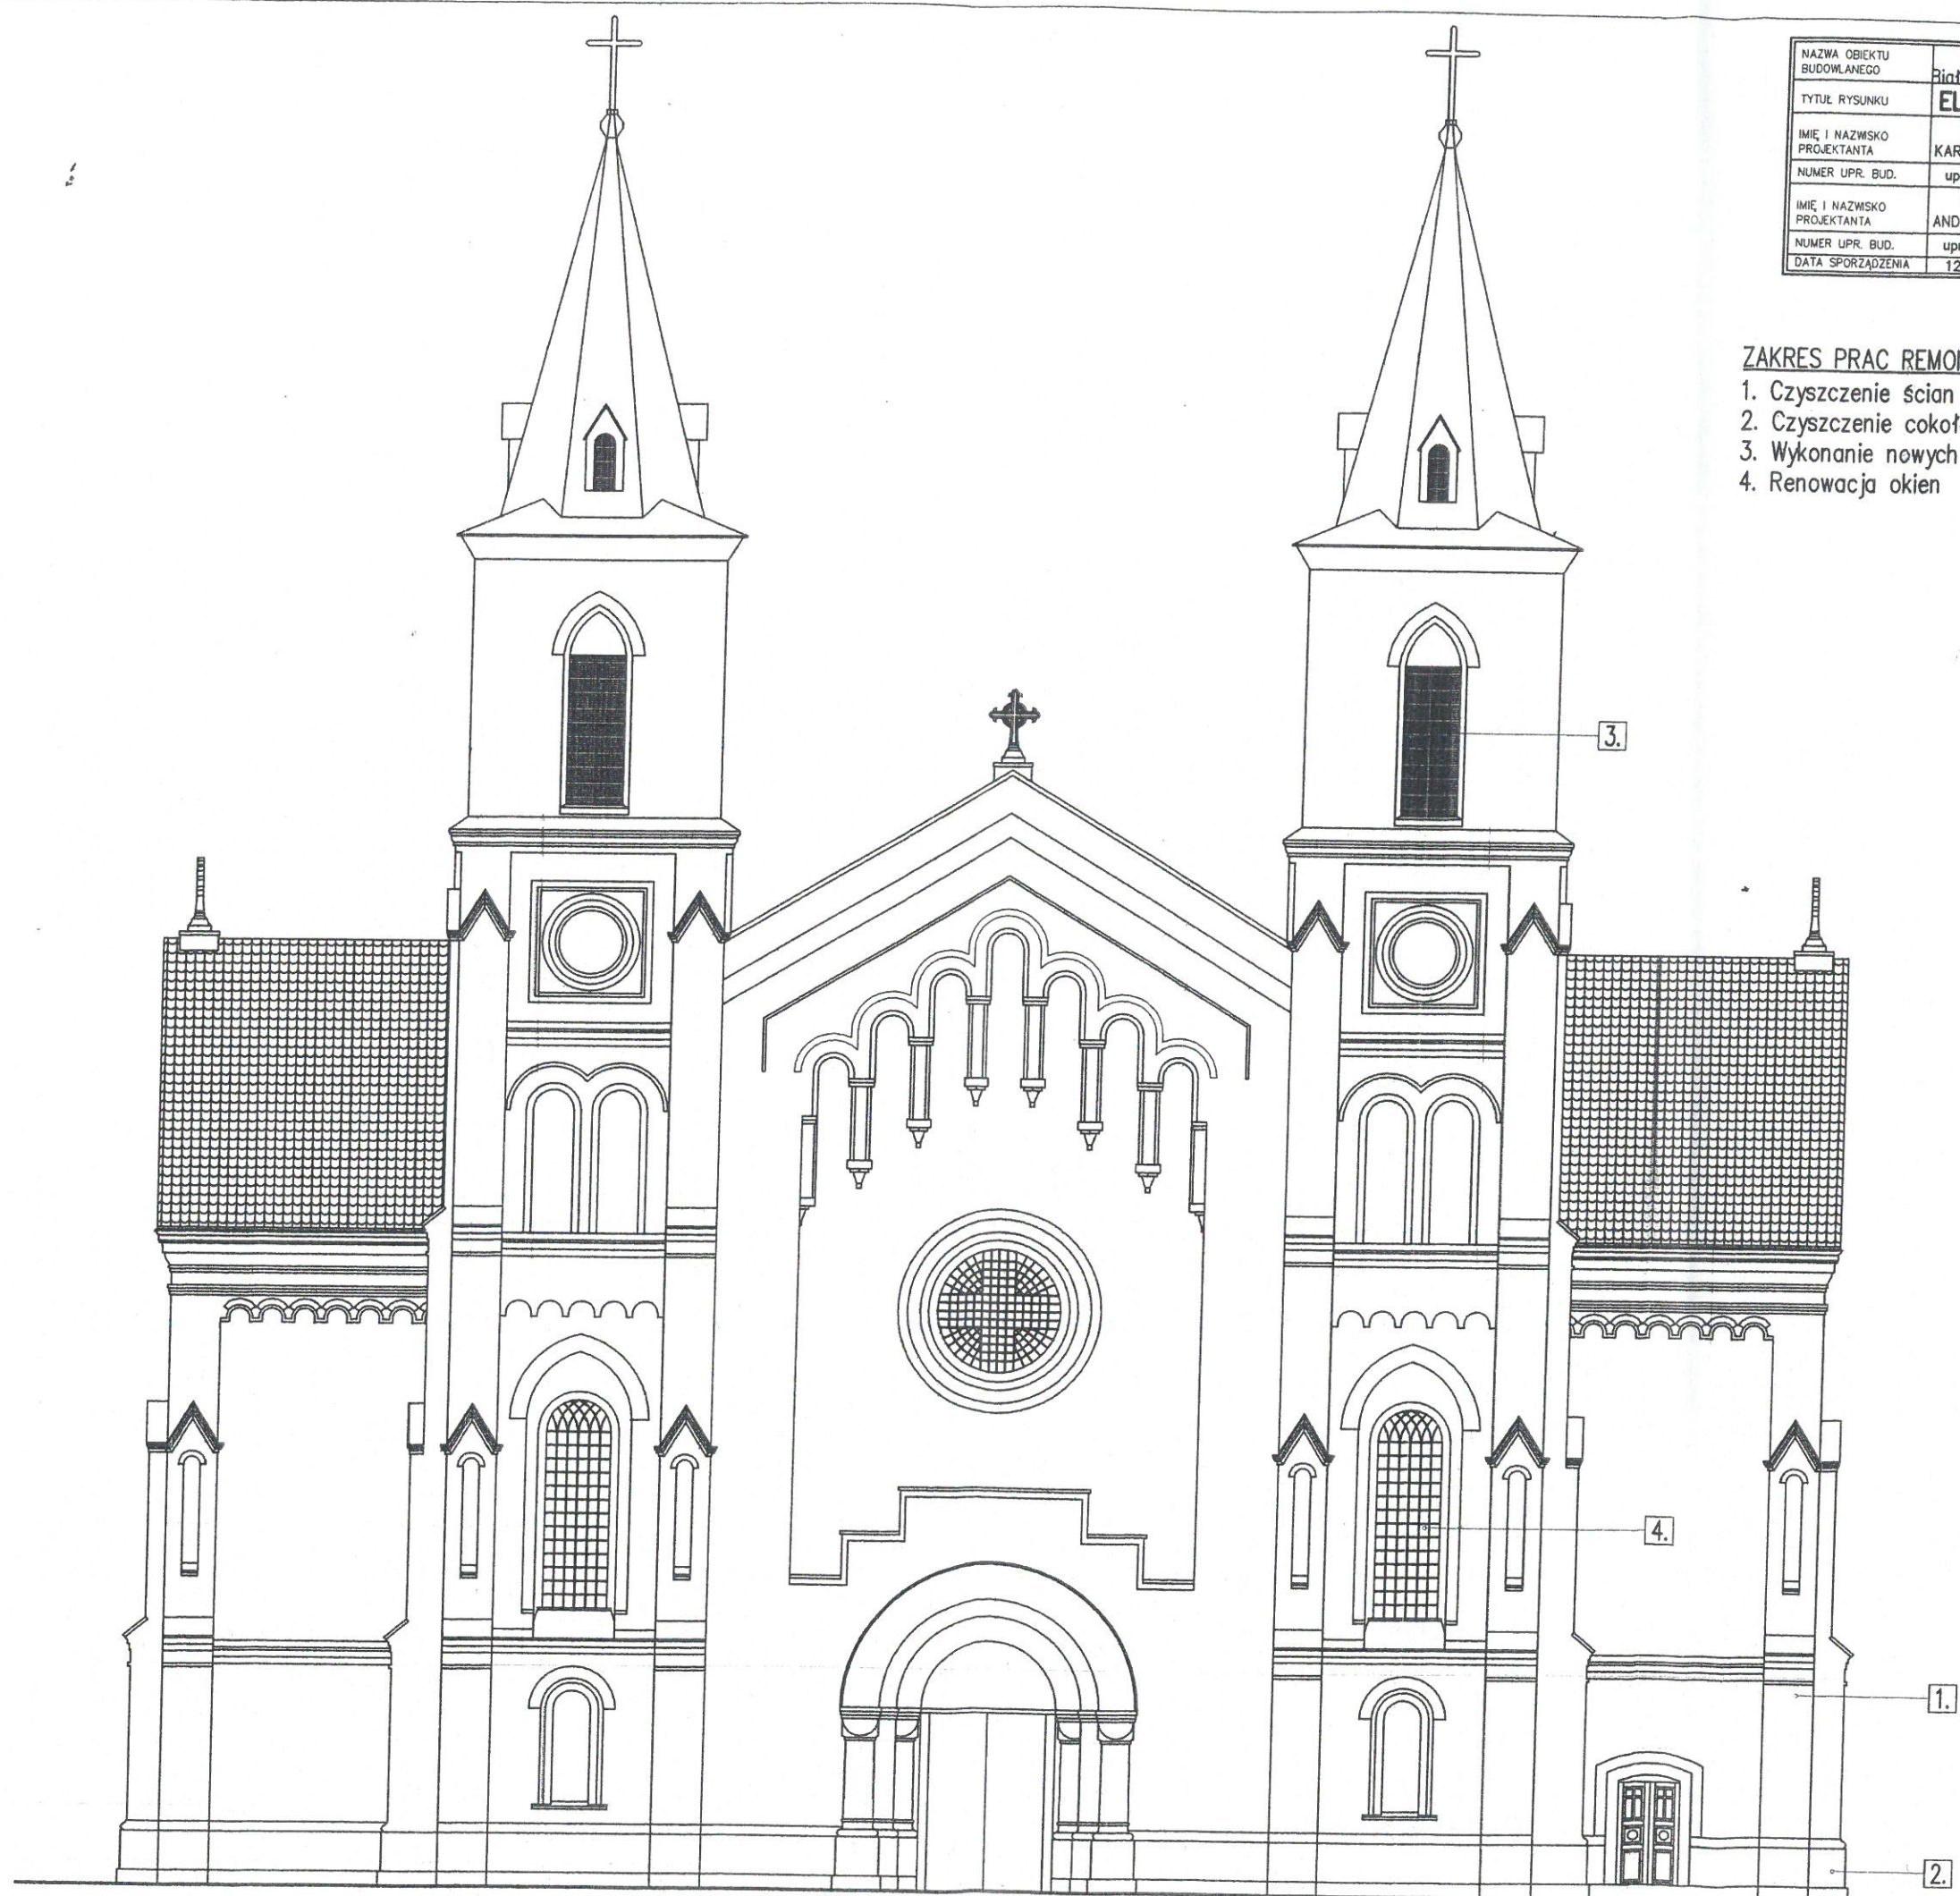 NAZWA OBIEKTU
BUDOWLANEGO
TYTUŁ RYSUNKU
IMIĘ I NAZWISKO
PROJEKTANTA
NUMER UPR. BUD.
IMIĘ I NAZWISKO
PROJEKTANTA
NUMER UPR. BUD.
DATA SPORZĄDZENIA 12
ZAKRES PRAC
1. Czyszczenie ścian
2. Czyszczenie
3. Wykonanie nowych
4. Renowacja okien
3.
4.
1.
2.